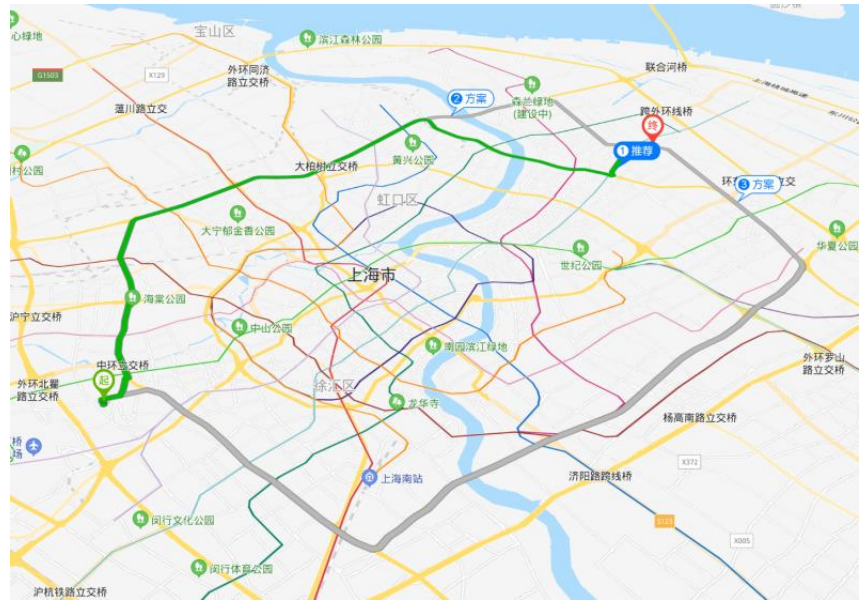 宝山区
心绿地
滨江森林公园
G1503
X129
外环同济
路立交桥
联合河桥
森兰绿地
(建设中)
蕰川路立交
2 方案
跨外环线桥
终
黄兴公园
1 推荐
村公园
大柏树立交桥
3 方案
虹口区
大宁郁金香公园
华夏公园
世纪公园
上海市
海棠公园
沪宁立交桥
中山公园
南园滨江绿地
中环立交桥
外环罗山
路立交桥
起
外环北翟
路立交桥
徐汇区
龙华寺
杨高南路立交桥
桥
场
X372
上海南站
济阳路跨线桥
闵行文化公园
S123
X005
闵行体育公园
沪杭铁路立交桥